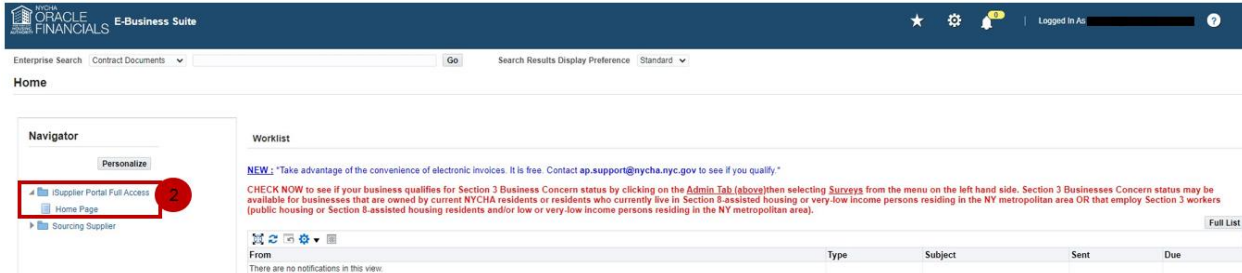 NYCHA
ORACLE
FINANCIALS
E-Business Suite
0
Logged In As
?
Enterprise Search Contract Documents Go Search Results Display Preference Standard
Home
Navigator
Personalize
iSupplier Portal Full Access
2
Home Page
Sourcing Supplier
Worklist
NEW : "Take advantage of the convenience of electronic invoices. It is free. Contact ap.support@nycha.nyc.gov to see if you qualify."
CHECK NOW to see if your business qualifies for Section 3 Business Concern status by clicking on the Admin Tab (above)then selecting Surveys from the menu on the left hand side. Section 3 Businesses Concern status may be
available for businesses that are owned by current NYCHA residents or residents who currently live in Section 8-assisted housing or very-low income persons residing in the NY metropolitan area OR that employ Section 3 workers
(public housing or Section 8-assisted housing residents and/or low or very-low income persons residing in the NY metropolitan area).
Full List
From Type Subject Sent Due
There are no notifications in this view.